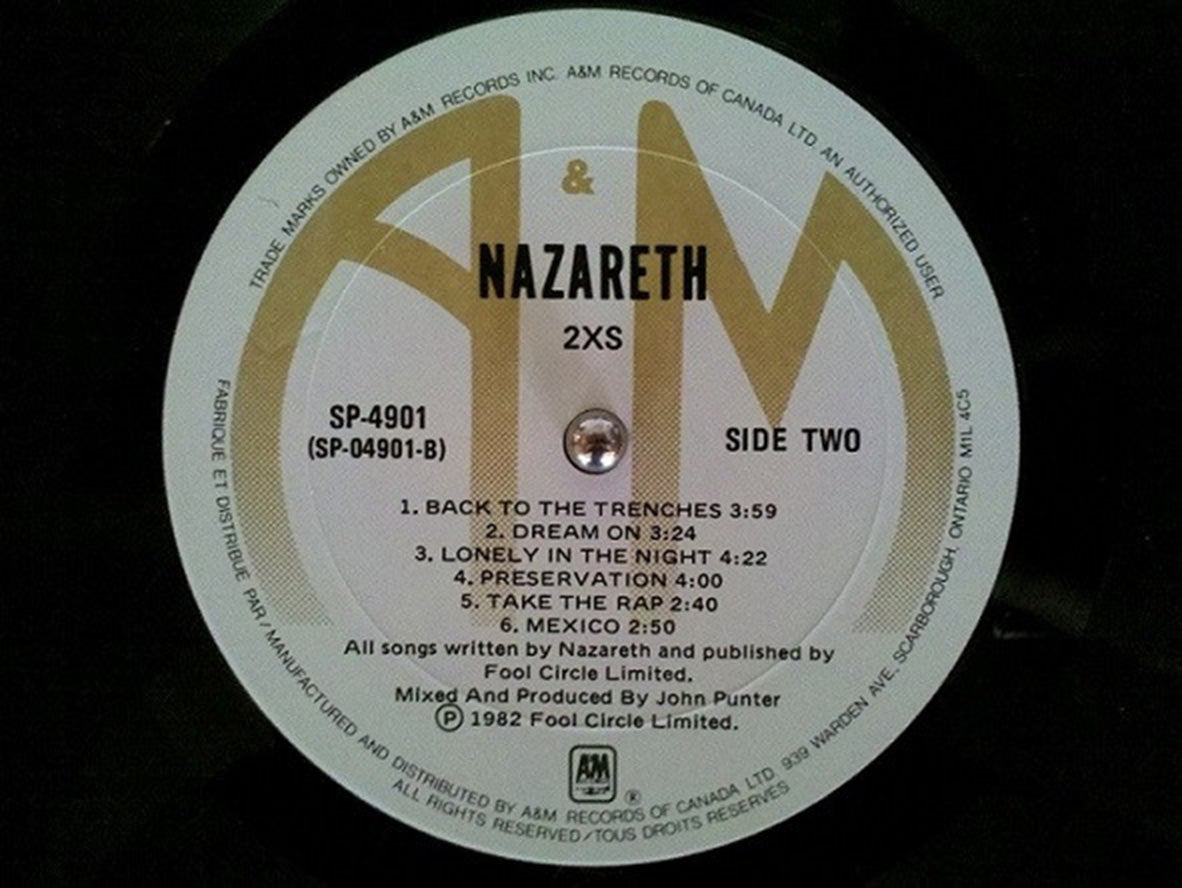 TRADE MARKS OWNED BY A&M RECORDS INC. A&M RECORDS OF CANADA LTD. AN AUTHORIZED USER
A & M
NAZARETH
2XS
SP-4901
(SP-04901-B)
SIDE TWO
1. BACK TO THE TRENCHES 3:59
2. DREAM ON 3:24
3. LONELY IN THE NIGHT 4:22
4. PRESERVATION 4:00
5. TAKE THE RAP 2:40
6. MEXICO 2:50
All songs written by Nazareth and published by
Fool Circle Limited.
Mixed And Produced By John Punter
Ⓟ 1982 Fool Circle Limited.
A&M ®
FABRIQUÉ ET DISTRIBUÉ PAR / MANUFACTURED AND DISTRIBUTED BY A&M RECORDS OF CANADA LTD. 939 WARDEN AVE. SCARBOROUGH, ONTARIO M1L 4C5
ALL RIGHTS RESERVED/TOUS DROITS RESERVES